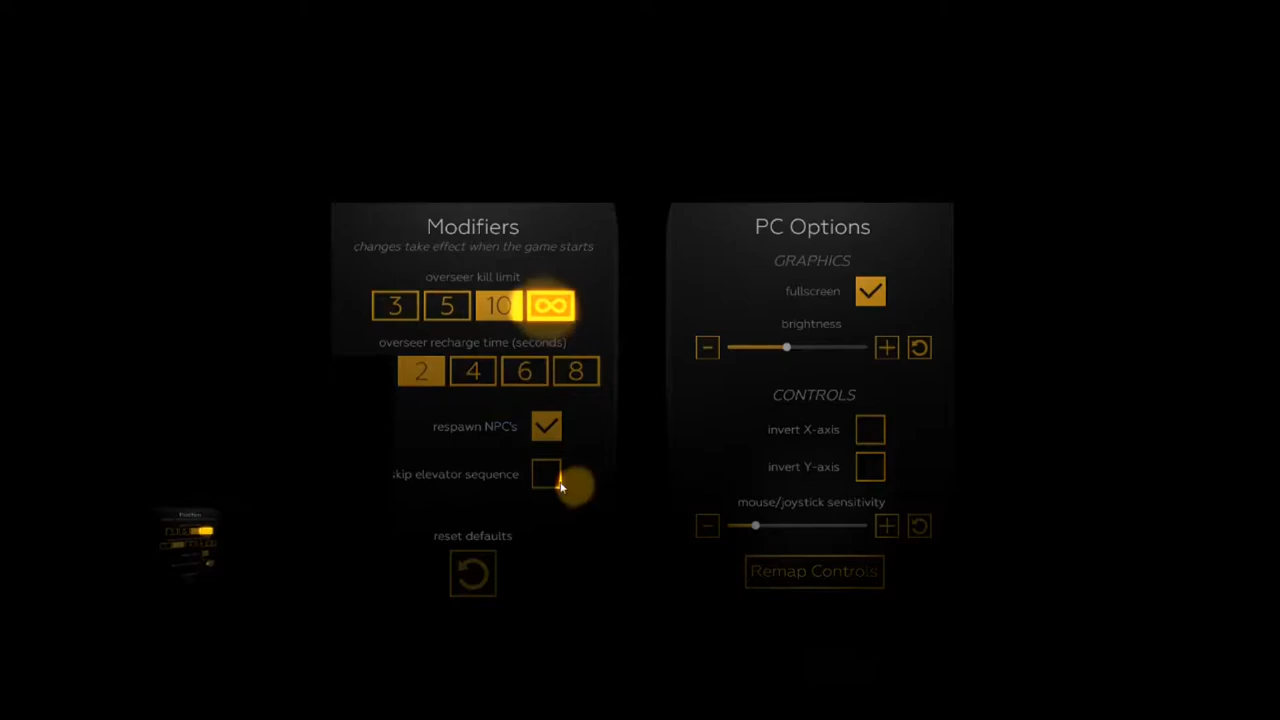 Modifiers
changes take effect when the game starts
overseer kill limit
3 5 10 ∞
overseer recharge time (seconds)
2 4 6 8
respawn NPC's
skip elevator sequence
reset defaults
PC Options
GRAPHICS
fullscreen
brightness
- +
CONTROLS
invert X-axis
invert Y-axis
mouse/joystick sensitivity
- +
Remap Controls